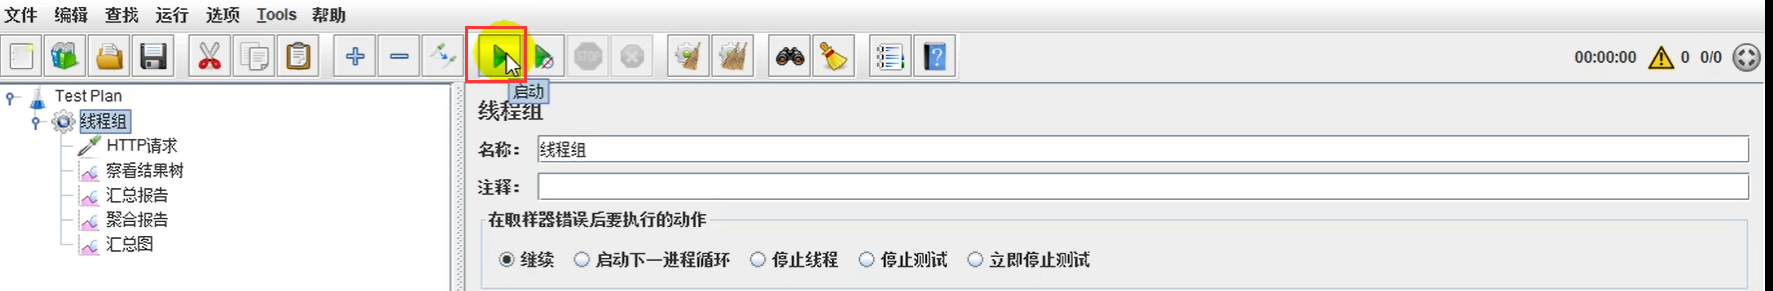 文件 编辑 查找 运行 选项 Tools 帮助
STOP
00:00:00 0 0/0
启动
Test Plan
线程组
HTTP请求
察看结果树
汇总报告
聚合报告
汇总图
线程组
名称: 线程组
注释:
在取样器错误后要执行的动作
继续 启动下一进程循环 停止线程 停止测试 立即停止测试